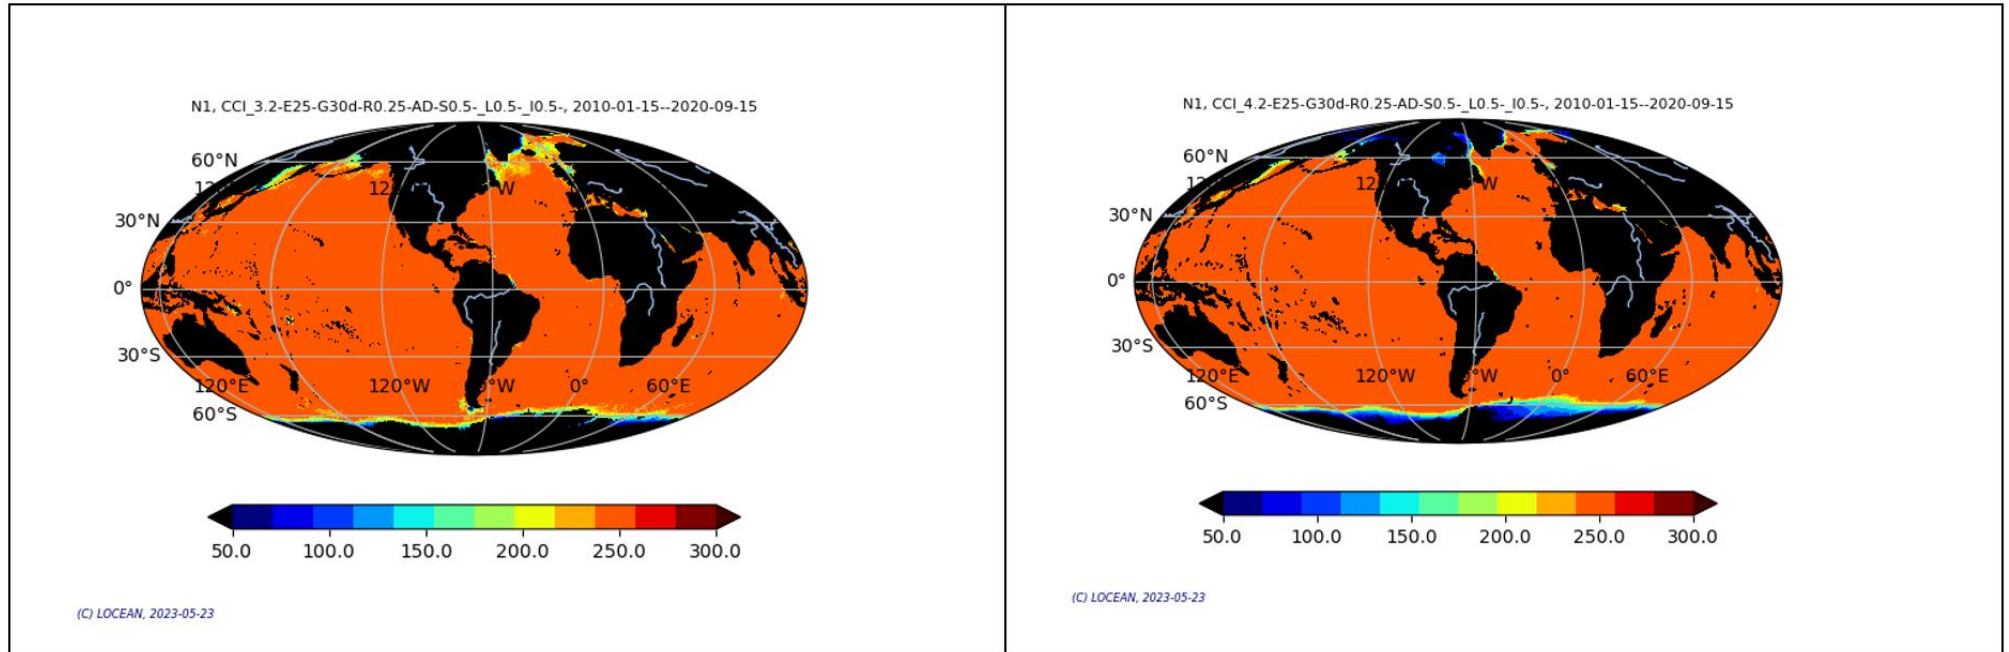 N1, CCI_3.2-E25-G30d-R0.25-AD-S0.5-_L0.5-_I0.5-, 2010-01-15--2020-09-15
60°N
12 12 W
30°N
0°
30°S
120°E 120°W °W 0° 60°E
60°S
50.0 100.0 150.0 200.0 250.0 300.0
(C) LOCEAN, 2023-05-23
N1, CCI_4.2-E25-G30d-R0.25-AD-S0.5-_L0.5-_I0.5-, 2010-01-15--2020-09-15
60°N
12 12 W
30°N
0°
30°S
120°E 120°W °W 0° 60°E
60°S
50.0 100.0 150.0 200.0 250.0 300.0
(C) LOCEAN, 2023-05-23